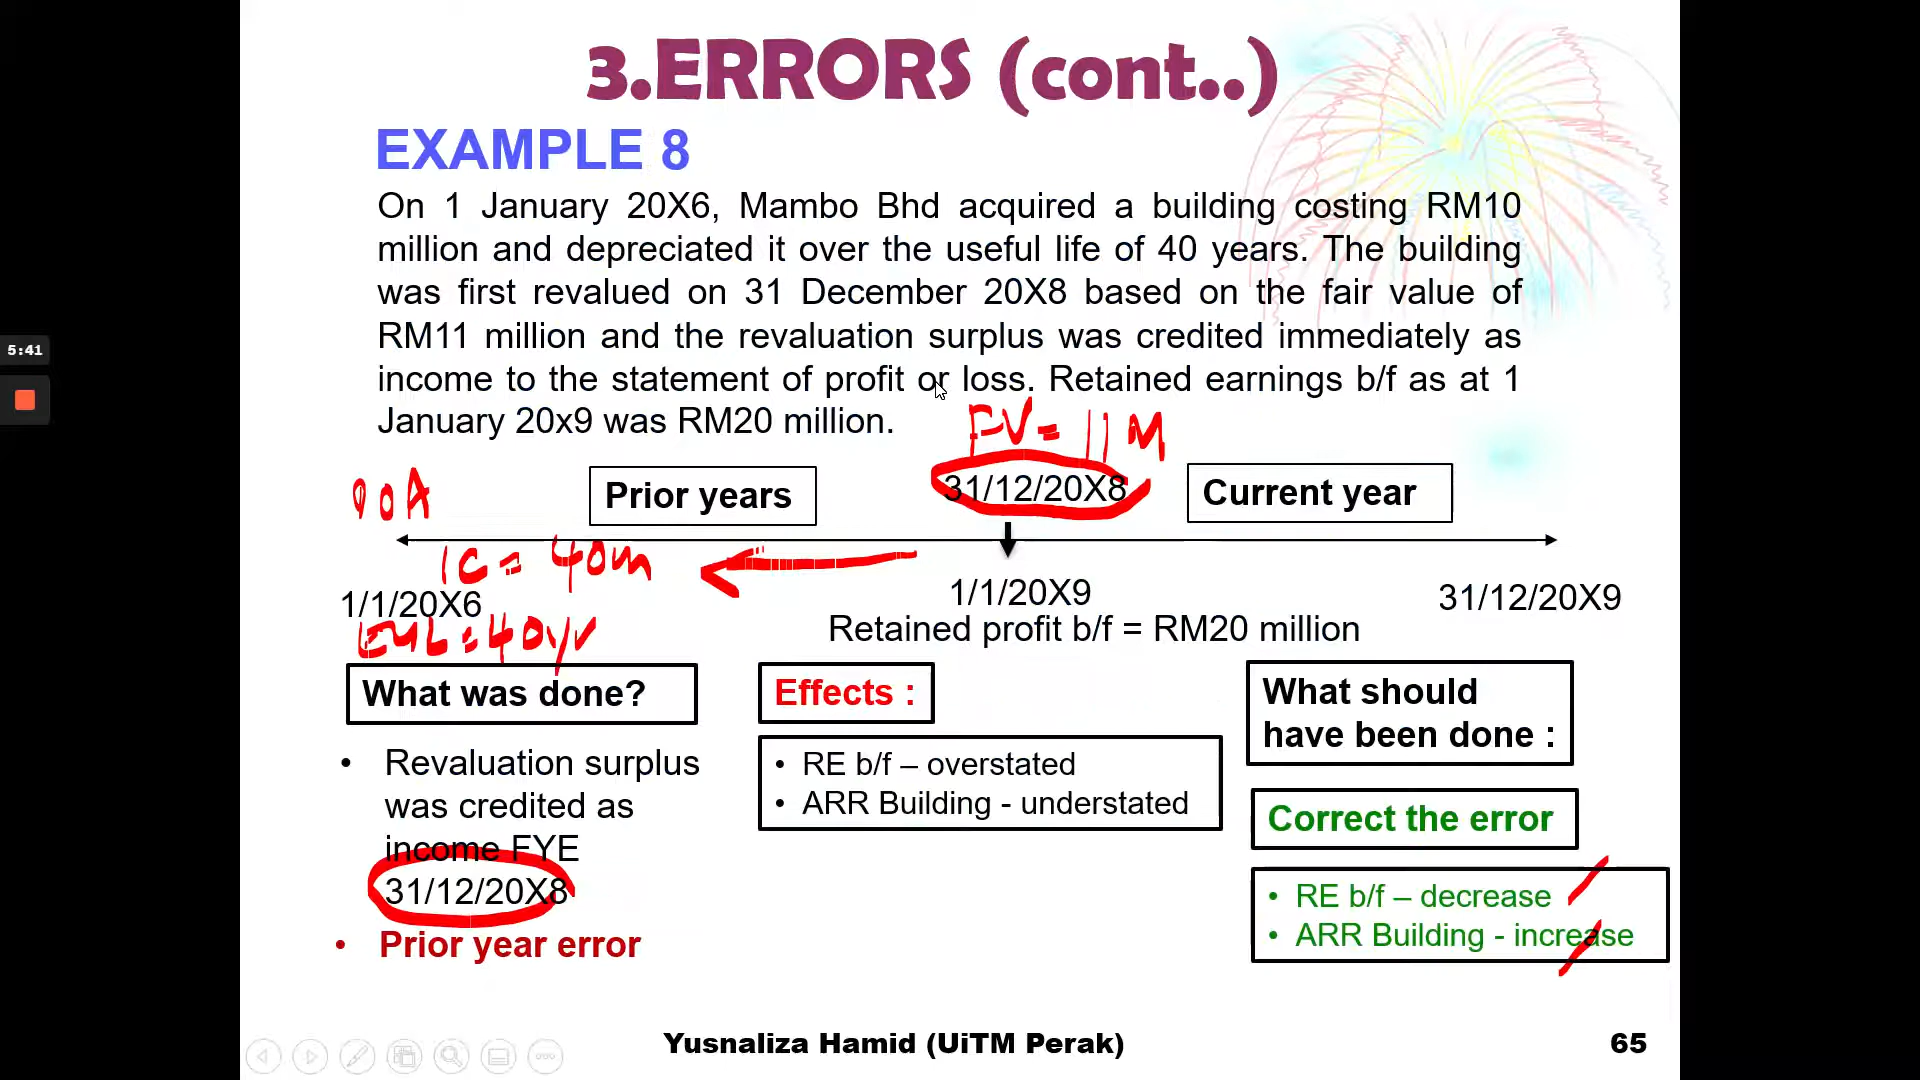 3.ERRORS (cont..)
EXAMPLE 8
On 1 January 20X6, Mambo Bhd acquired a building costing RM10
million and depreciated it over the useful life of 40 years. The building
was first revalued on 31 December 20X8 based on the fair value of
RM11 million and the revaluation surplus was credited immediately as
income to the statement of profit or loss. Retained earnings b/f as at 1
January 20x9 was RM20 million.
5:41
FV = 11 M
DOA
Prior years
31/12/20X8
Current year
IC = 40m
1/1/20X6
1/1/20X9
31/12/20X9
EUL = 40yr
Retained profit b/f = RM20 million
What was done?
• Revaluation surplus
was credited as
income FYE
31/12/20X8
• Prior year error
Effects :
• RE b/f – overstated
• ARR Building - understated
What should
have been done :
Correct the error
• RE b/f – decrease
• ARR Building - increase
Yusnaliza Hamid (UiTM Perak)
65